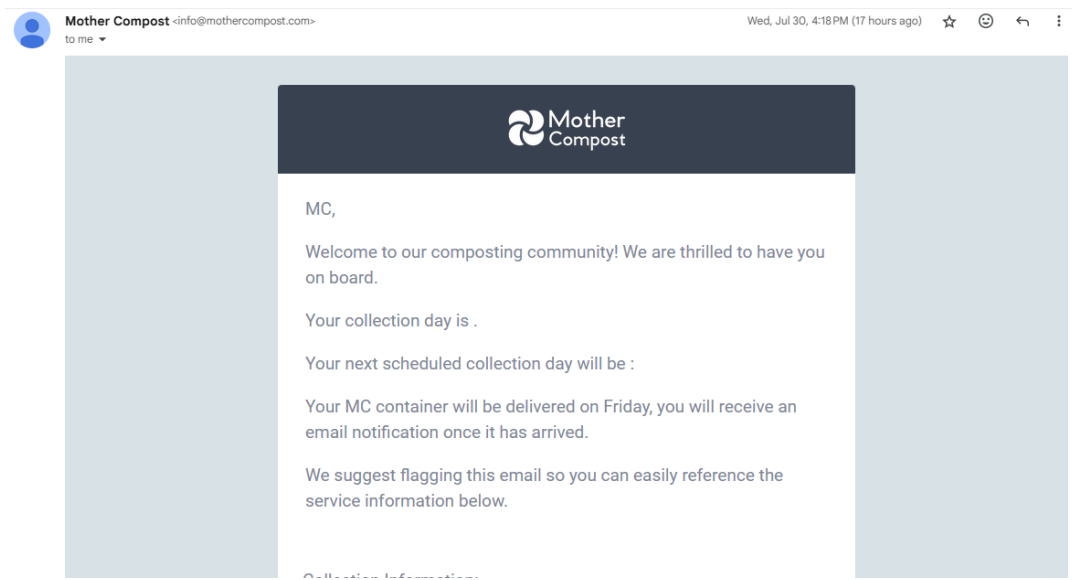 Mother Compost <info@mothercompost.com>
Wed, Jul 30, 4:18 PM (17 hours ago)
to me
Mother
Compost
MC,
Welcome to our composting community! We are thrilled to have you
on board.
Your collection day is .
Your next scheduled collection day will be :
Your MC container will be delivered on Friday, you will receive an
email notification once it has arrived.
We suggest flagging this email so you can easily reference the
service information below.
Collection Information: